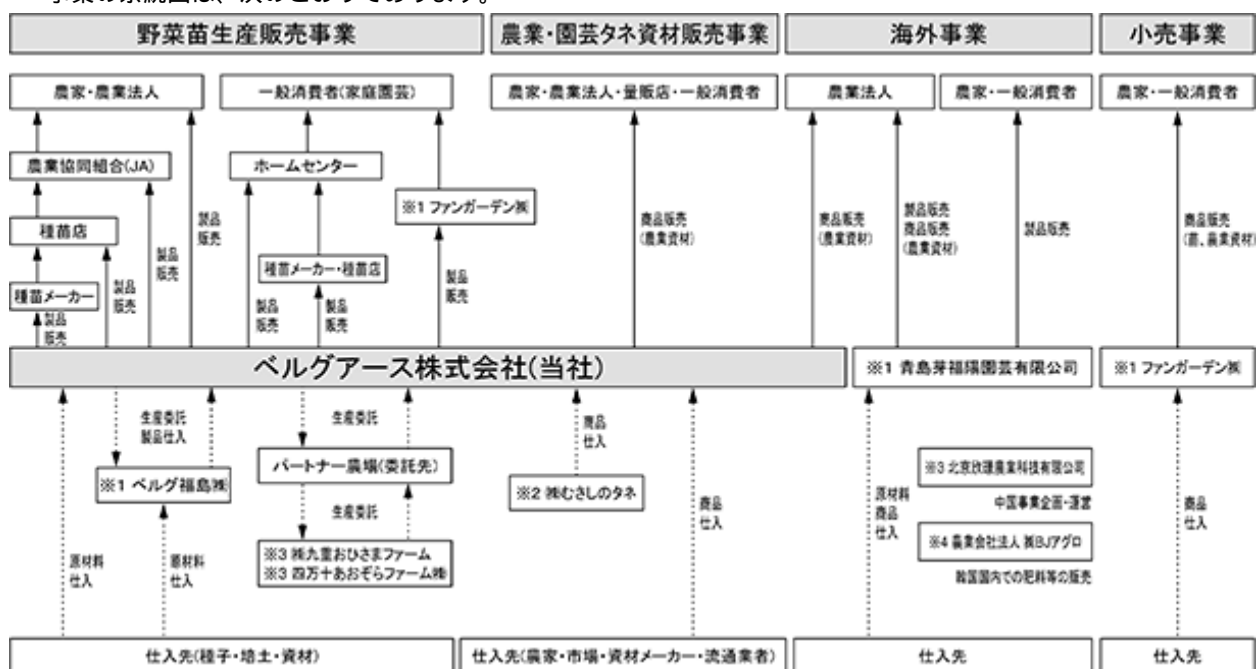 事業の系統図は、次のとおりであります。
野菜苗生産販売事業
農業・園芸タネ資材販売事業
海外事業
小売事業
農家・農業法人
一般消費者(家庭園芸)
農家・農業法人・量販店・一般消費者
農業法人
農家・一般消費者
農家・一般消費者
農業協同組合(JA)
ホームセンター
※1 ファンガーデン㈱
種苗店
製品
販売
商品販売
(農業資材)
商品販売
(農業資材)
製品販売
商品販売
(農業資材)
製品販売
商品販売
(苗、農業資材)
種苗メーカー・種苗店
製品
販売
製品
販売
種苗メーカー
製品
販売
製品
販売
製品
販売
製品
販売
ベルグアース株式会社(当社)
※1 青島芽福陽園芸有限公司
※1 ファンガーデン㈱
生産委託
製品仕入
生産委託
商品
仕入
※1 ベルグ福島㈱
パートナー農場(委託先)
※2 ㈱むさしのタネ
※3 北京欣璟農業科技有限公司
中国事業企画・運営
生産委託
原材料
商品
仕入
商品
仕入
商品
仕入
※3 ㈱九重おひさまファーム
※3 四万十あおぞらファーム㈱
※4 農業会社法人 ㈱BJアグロ
韓国国内での肥料等の販売
原材料
仕入
原材料
仕入
仕入先(種子・培土・資材)
仕入先(農家・市場・資材メーカー・流通業者)
仕入先
仕入先